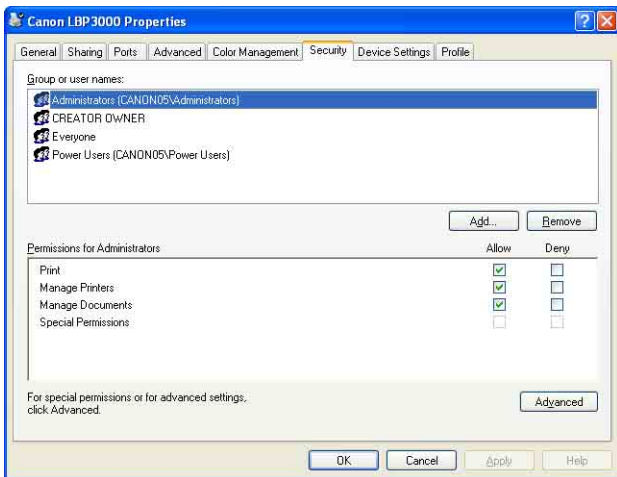 Canon LBP3000 Properties
General Sharing Ports Advanced Color Management Security Device Settings Profile
Group or user names:
Administrators (CANON05\Administrators)
CREATOR OWNER
Everyone
Power Users (CANON05\Power Users)
Add... Remove
Permissions for Administrators Allow Deny
Print
Manage Printers
Manage Documents
Special Permissions
For special permissions or for advanced settings,
click Advanced.
Advanced
OK Cancel Apply Help